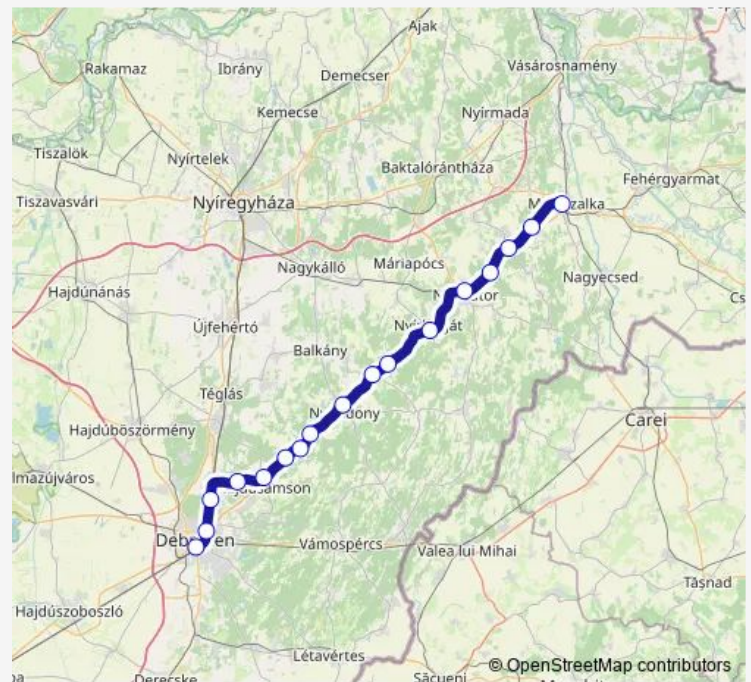 Ajak
Rakamaz
Ibrány
Demecser
Vásárosnamény
Kemecse
Nyírmada
Tiszalök
Nyírtelek
Baktalórántháza
Fehérgyarmat
Tiszavasvári
Nyíregyháza
Nagykálló
Máriapócs
Nagyecsed
Hajdúnánás
Újfehértó
Balkány
Téglás
Carei
Hajdúböszörmény
lmazújváros
Vámospércs
Valea lui Mihai
Tășnad
Hajdúszoboszló
Létavértes
Derecske
Săcueni
© OpenStreetMap contributors